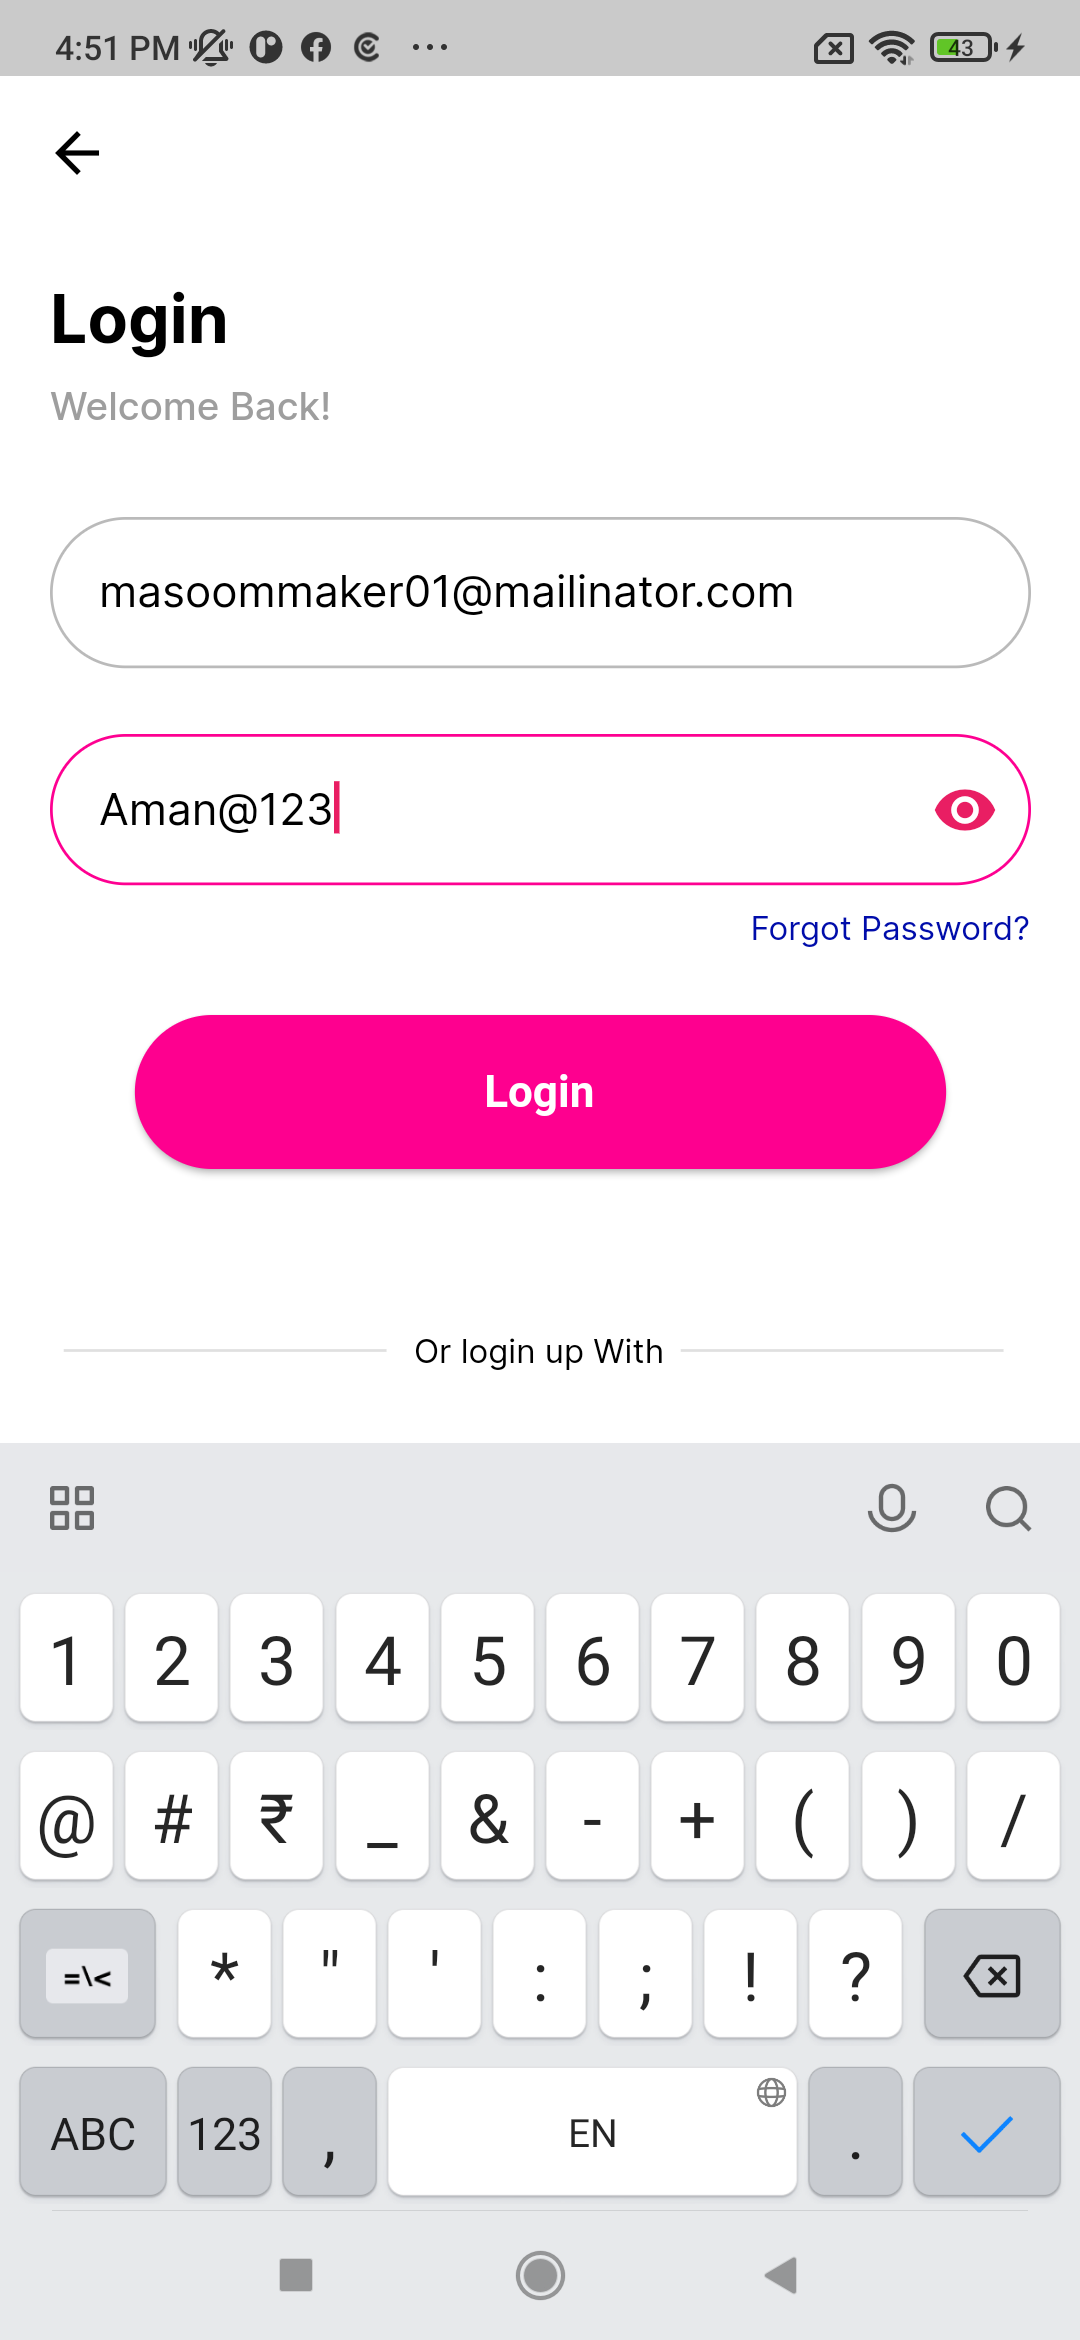 4:51 PM
43
Login
Welcome Back!
masoommaker01@mailinator.com
Aman@123
Forgot Password?
Login
Or login up With
1 2 3 4 5 6 7 8 9 0
@ # ₹ _ & - + ( ) /
=\< * " ' : ; ! ?
ABC 123 , EN .